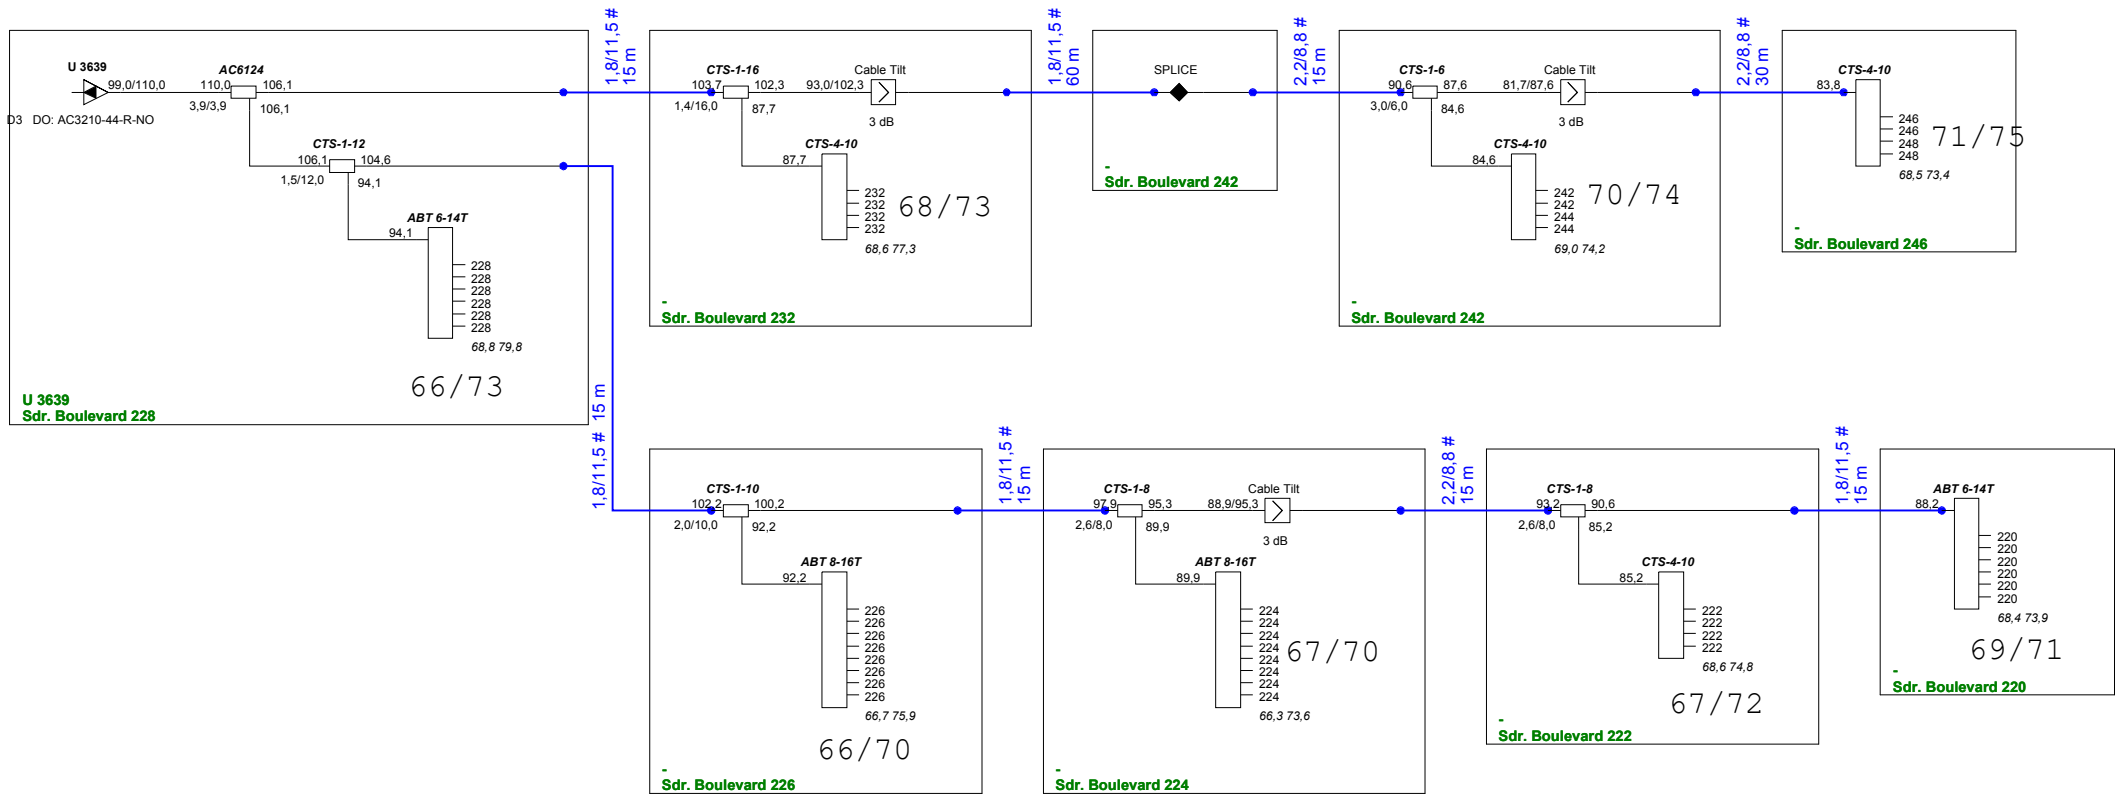 U 3639
99,0/110,0
D3 DO: AC3210-44-R-NO
AC6124
110,0
106,1
3,9/3,9
106,1
CTS-1-12
106,1
104,6
1,5/12,0
94,1
ABT 6-14T
94,1
228
228
228
228
228
228
68,8 79,8
66/73
U 3639
Sdr. Boulevard 228
1,8/11,5 #
15 m
CTS-1-16
103,7
102,3
1,4/16,0
87,7
Cable Tilt
93,0/102,3
3 dB
CTS-4-10
87,7
232
232
232
232
68/73
68,6 77,3
-
Sdr. Boulevard 232
1,8/11,5 #
60 m
SPLICE
-
Sdr. Boulevard 242
2,2/8,8 #
15 m
CTS-1-6
90,6
87,6
3,0/6,0
84,6
Cable Tilt
81,7/87,6
3 dB
CTS-4-10
84,6
242
242
244
244
70/74
69,0 74,2
-
Sdr. Boulevard 242
2,2/8,8 #
30 m
CTS-4-10
83,8
246
246
248
248
71/75
68,5 73,4
-
Sdr. Boulevard 246
1,8/11,5 # 15 m
CTS-1-10
102,2
100,2
2,0/10,0
92,2
ABT 8-16T
92,2
226
226
226
226
226
226
226
226
66,7 75,9
66/70
-
Sdr. Boulevard 226
1,8/11,5 #
15 m
CTS-1-8
97,9
95,3
2,6/8,0
89,9
Cable Tilt
88,9/95,3
3 dB
ABT 8-16T
89,9
224
224
224
224
224
224
224
224
67/70
66,3 73,6
-
Sdr. Boulevard 224
2,2/8,8 #
15 m
CTS-1-8
93,2
90,6
2,6/8,0
85,2
CTS-4-10
85,2
222
222
222
222
68,6 74,8
67/72
-
Sdr. Boulevard 222
1,8/11,5 #
15 m
ABT 6-14T
88,2
220
220
220
220
220
220
68,4 73,9
69/71
-
Sdr. Boulevard 220